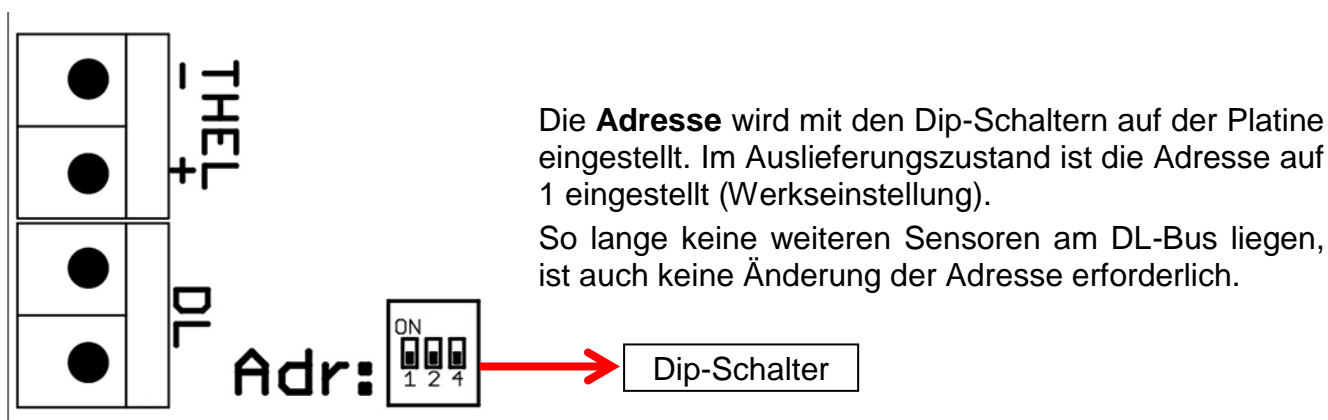 - THEL +
DL
Adr:
ON
1 2 4
Die Adresse wird mit den Dip-Schaltern auf der Platine
eingestellt. Im Auslieferungszustand ist die Adresse auf
1 eingestellt (Werkseinstellung).
So lange keine weiteren Sensoren am DL-Bus liegen,
ist auch keine Änderung der Adresse erforderlich.
Dip-Schalter